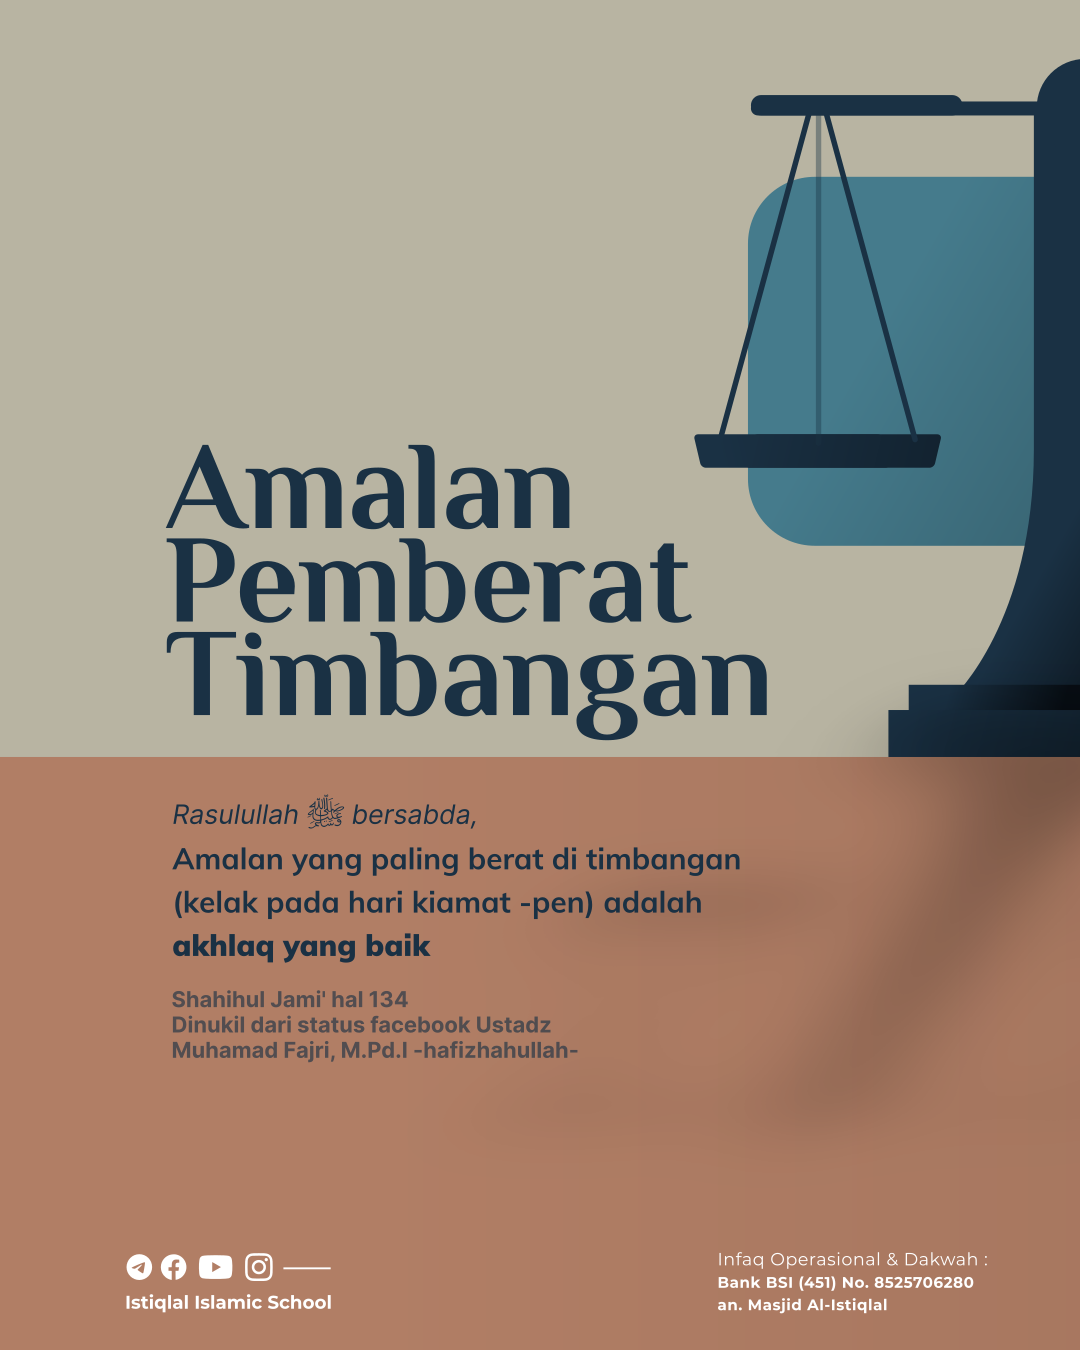 Amalan
Pemberat
Timbangan
Rasulullah ﷺ bersabda,
Amalan yang paling berat di timbangan
(kelak pada hari kiamat -pen) adalah
akhlaq yang baik
Shahihul Jami' hal 134
Dinukil dari status facebook Ustadz
Muhamad Fajri, M.Pd.I -hafizhahullah-
Istiqlal Islamic School
Infaq Operasional & Dakwah :
Bank BSI (451) No. 8525706280
an. Masjid Al-Istiqlal